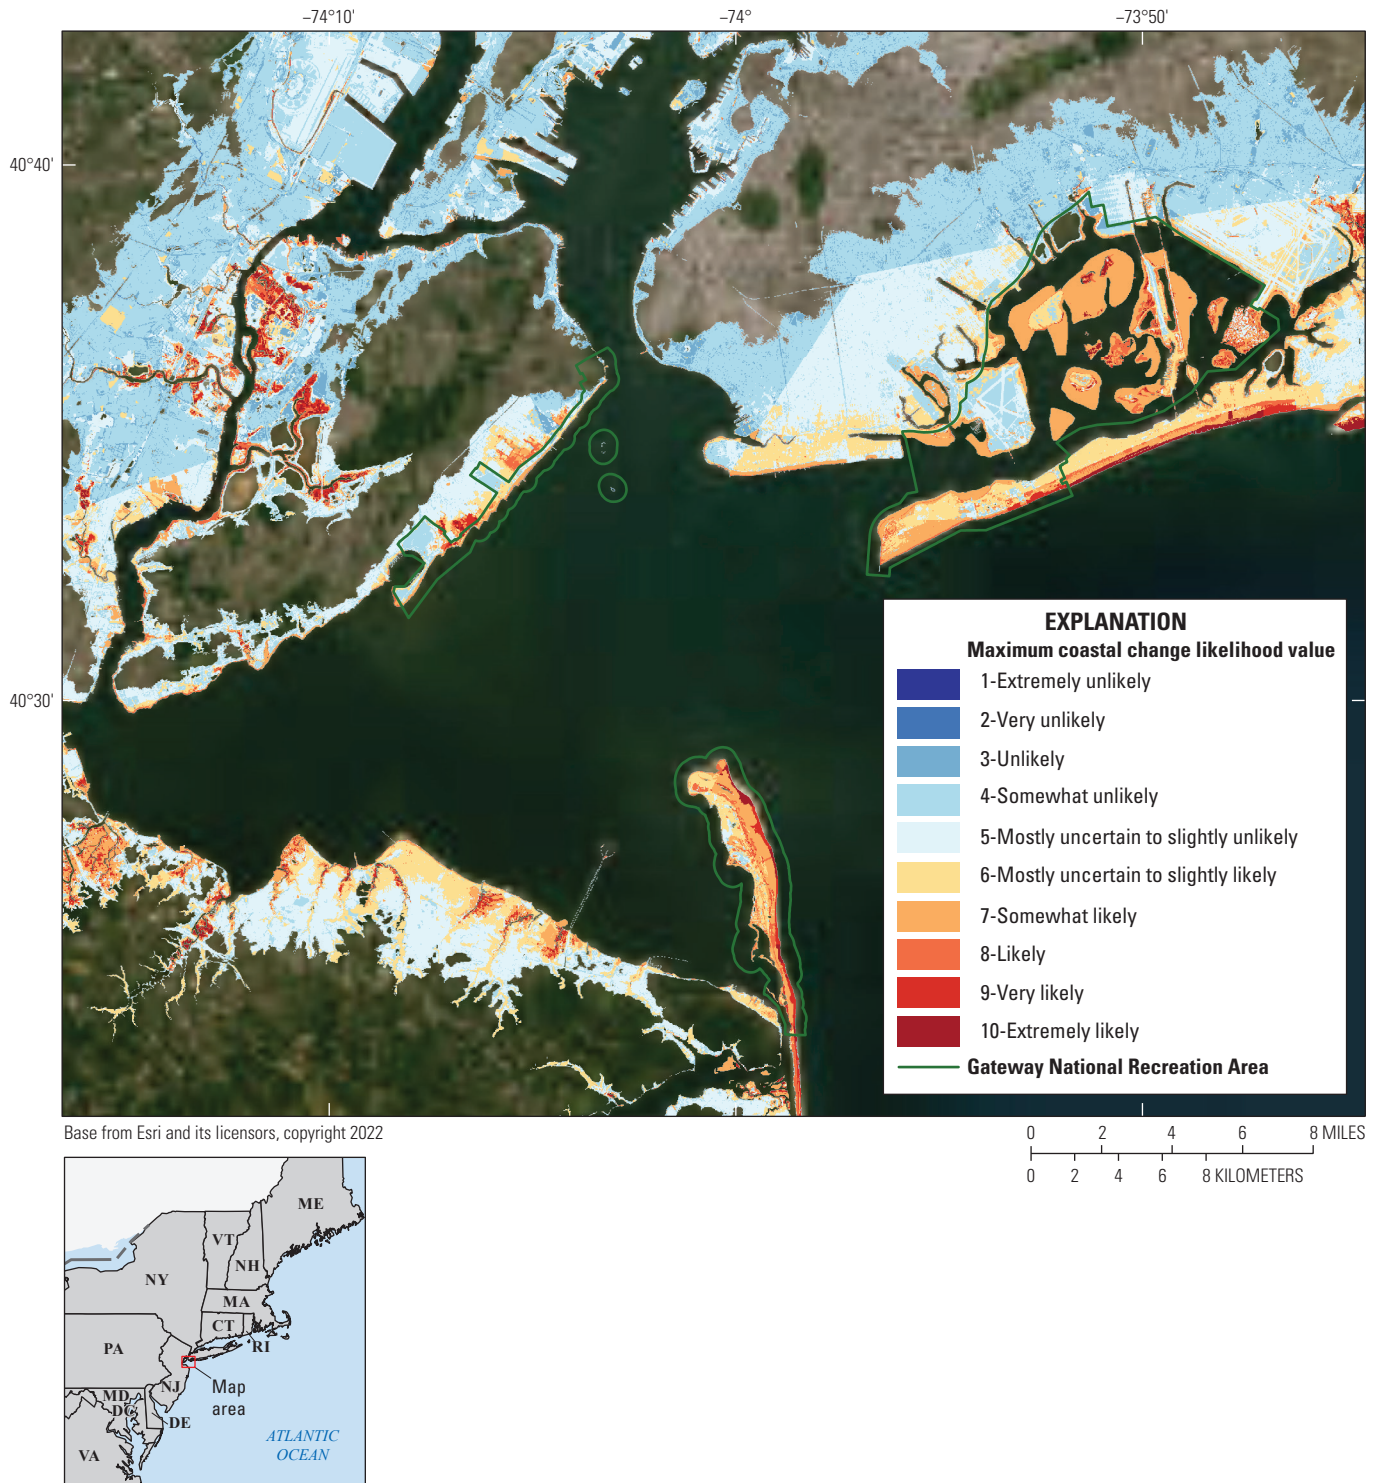 −74°10'
−74°
−73°50'
40°40'
40°30'
EXPLANATION
Maximum coastal change likelihood value
1-Extremely unlikely
2-Very unlikely
3-Unlikely
4-Somewhat unlikely
5-Mostly uncertain to slightly unlikely
6-Mostly uncertain to slightly likely
7-Somewhat likely
8-Likely
9-Very likely
10-Extremely likely
Gateway National Recreation Area
Base from Esri and its licensors, copyright 2022
0 2 4 6 8 MILES
0 2 4 6 8 KILOMETERS
ME
VT
NH
NY
MA
CT
RI
PA
NJ
Map
area
MD
DC
DE
VA
ATLANTIC
OCEAN